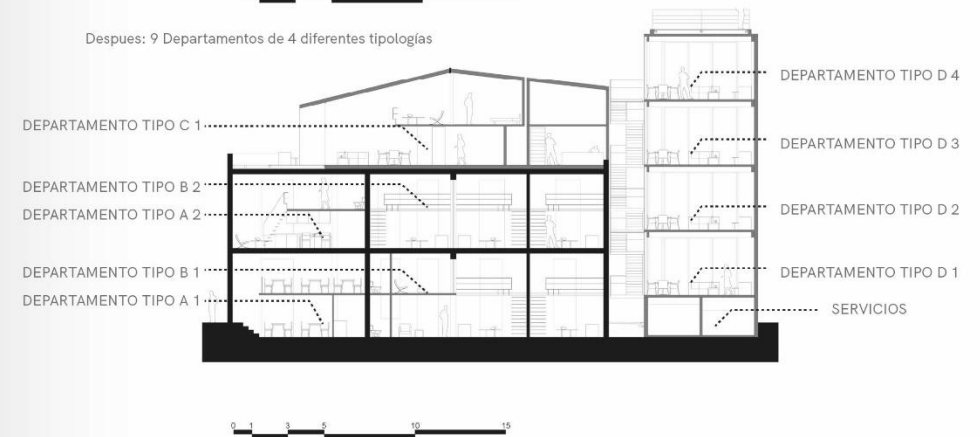 Despues: 9 Departamentos de 4 diferentes tipologías
DEPARTAMENTO TIPO D 4
DEPARTAMENTO TIPO C 1
DEPARTAMENTO TIPO D 3
DEPARTAMENTO TIPO B 2
DEPARTAMENTO TIPO A 2
DEPARTAMENTO TIPO D 2
DEPARTAMENTO TIPO B 1
DEPARTAMENTO TIPO D 1
DEPARTAMENTO TIPO A 1
SERVICIOS
0 1 3 5 10 15